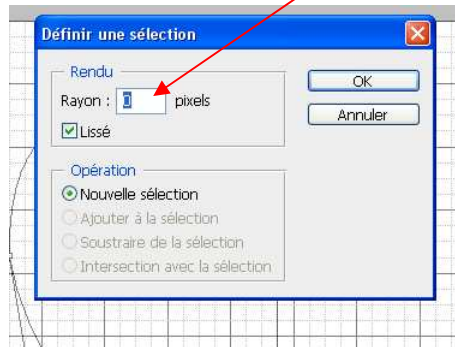 Définir une sélection
Rendu
Rayon : 0 pixels
Lissé
OK
Annuler
Opération
Nouvelle sélection
Ajouter à la sélection
Soustraire de la sélection
Intersection avec la sélection